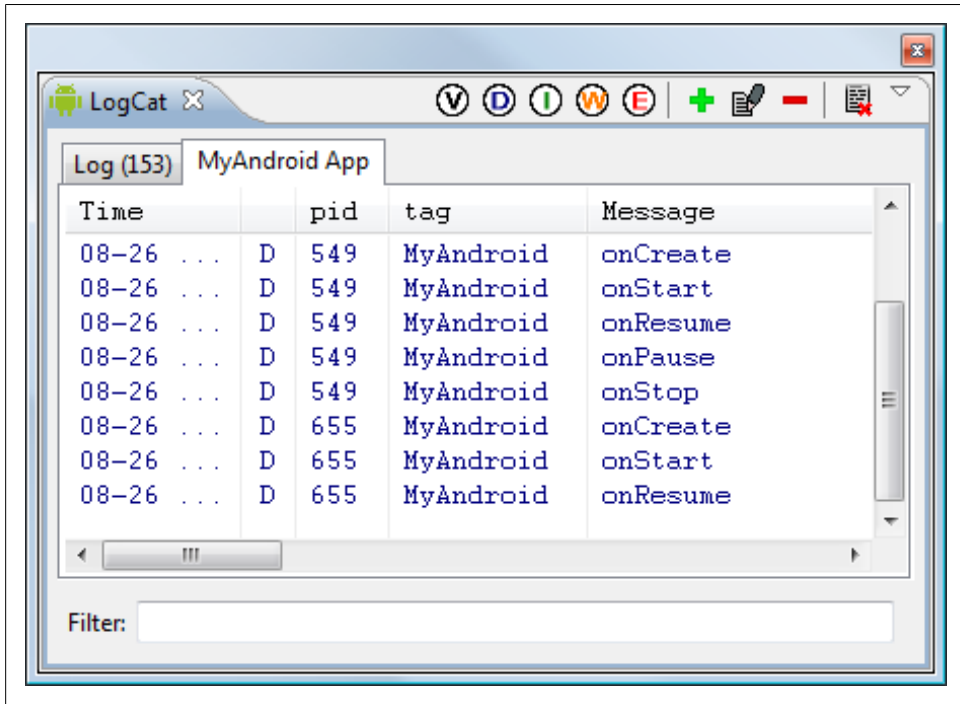 LogCat V D I W E
Log (153) MyAndroid App
Time pid tag Message
08-26 ... D 549 MyAndroid onCreate
08-26 ... D 549 MyAndroid onStart
08-26 ... D 549 MyAndroid onResume
08-26 ... D 549 MyAndroid onPause
08-26 ... D 549 MyAndroid onStop
08-26 ... D 655 MyAndroid onCreate
08-26 ... D 655 MyAndroid onStart
08-26 ... D 655 MyAndroid onResume
Filter: